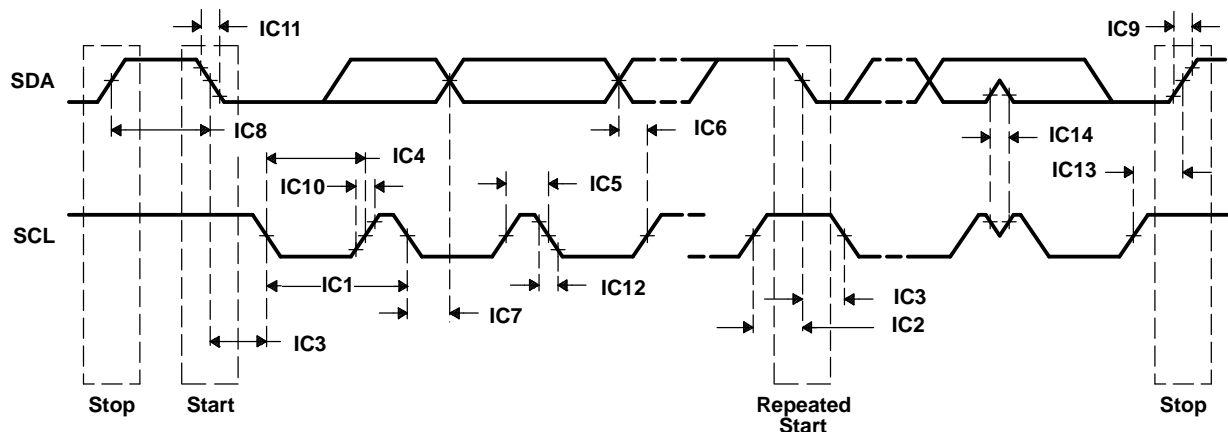 IC11
IC9
SDA
IC8
IC6
IC14
IC4
IC10
IC5
IC13
SCL
IC1
IC12
IC3
IC7
IC2
IC3
Stop
Start
Repeated
Start
Stop